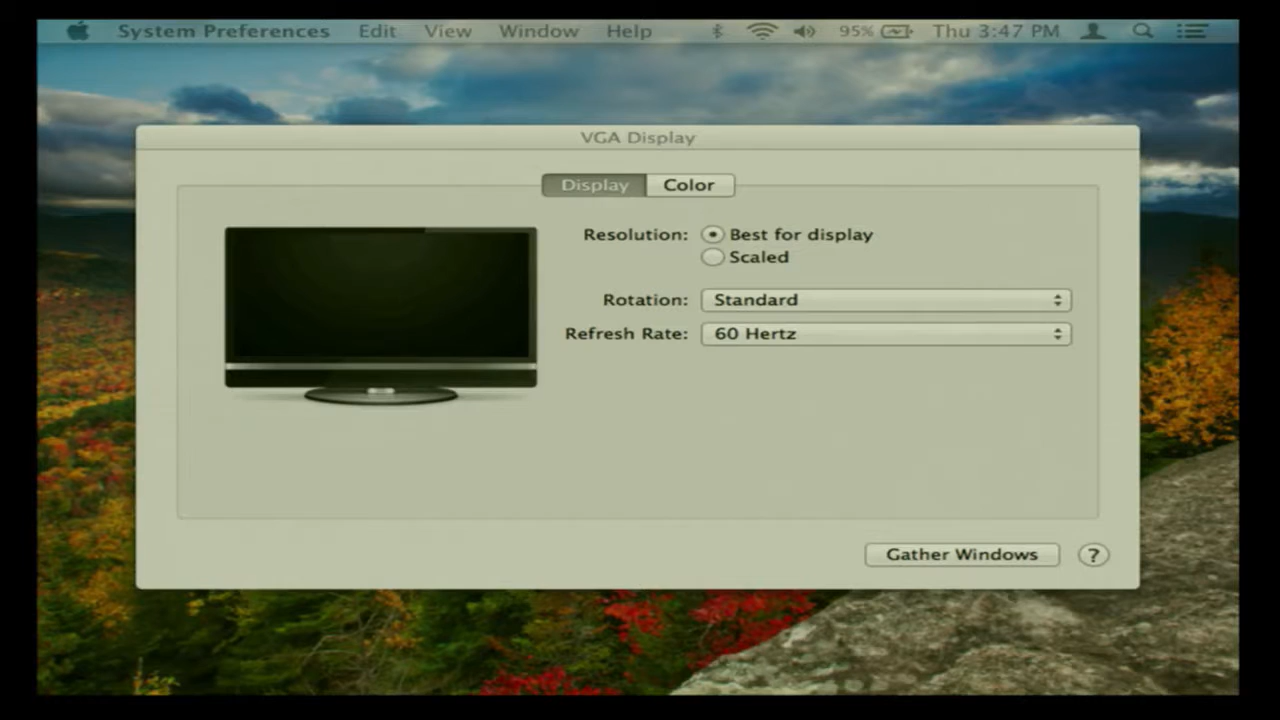 System Preferences Edit View Window Help 95% Thu 3:47 PM
VGA Display
Display Color
Resolution: Best for display
Scaled
Rotation: Standard
Refresh Rate: 60 Hertz
Gather Windows ?